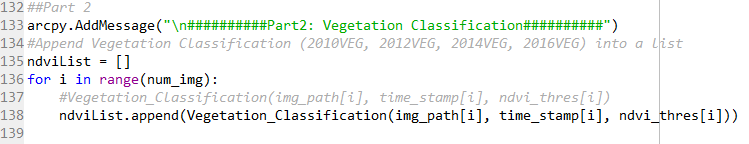 132 ##Part 2
133 arcpy.AddMessage("\n##########Part2: Vegetation Classification##########")
134 #Append Vegetation Classification (2010VEG, 2012VEG, 2014VEG, 2016VEG) into a list
135 ndviList = []
136 for i in range(num_img):
137     #Vegetation_Classification(img_path[i], time_stamp[i], ndvi_thres[i])
138     ndviList.append(Vegetation_Classification(img_path[i], time_stamp[i], ndvi_thres[i]))
139